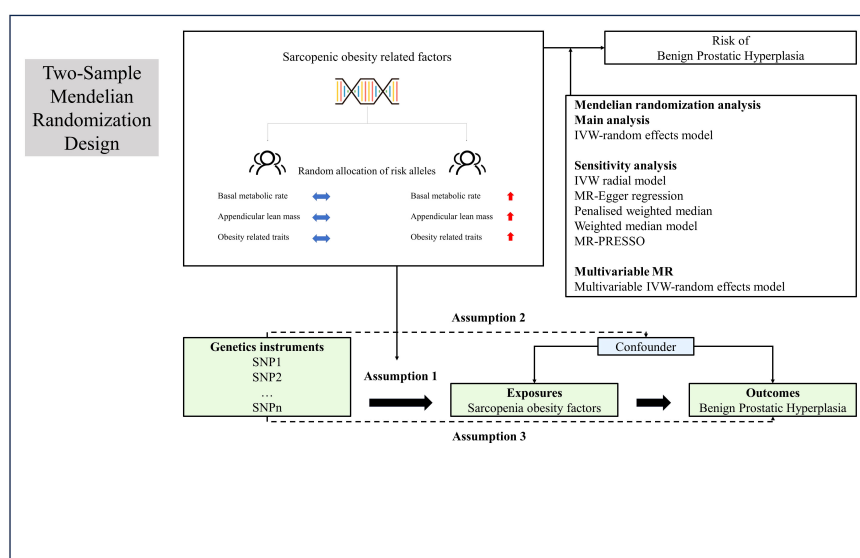 Two-Sample
Mendelian
Randomization
Design
Sarcopenic obesity related factors
Random allocation of risk alleles
Basal metabolic rate
Appendicular lean mass
Obesity related traits
Basal metabolic rate
Appendicular lean mass
Obesity related traits
Risk of
Benign Prostatic Hyperplasia
Mendelian randomization analysis
Main analysis
IVW-random effects model
Sensitivity analysis
IVW radial model
MR-Egger regression
Penalised weighted median
Weighted median model
MR-PRESSO
Multivariable MR
Multivariable IVW-random effects model
Assumption 2
Genetics instruments
SNP1
SNP2
…
SNPn
Assumption 1
Confounder
Exposures
Sarcopenia obesity factors
Outcomes
Benign Prostatic Hyperplasia
Assumption 3